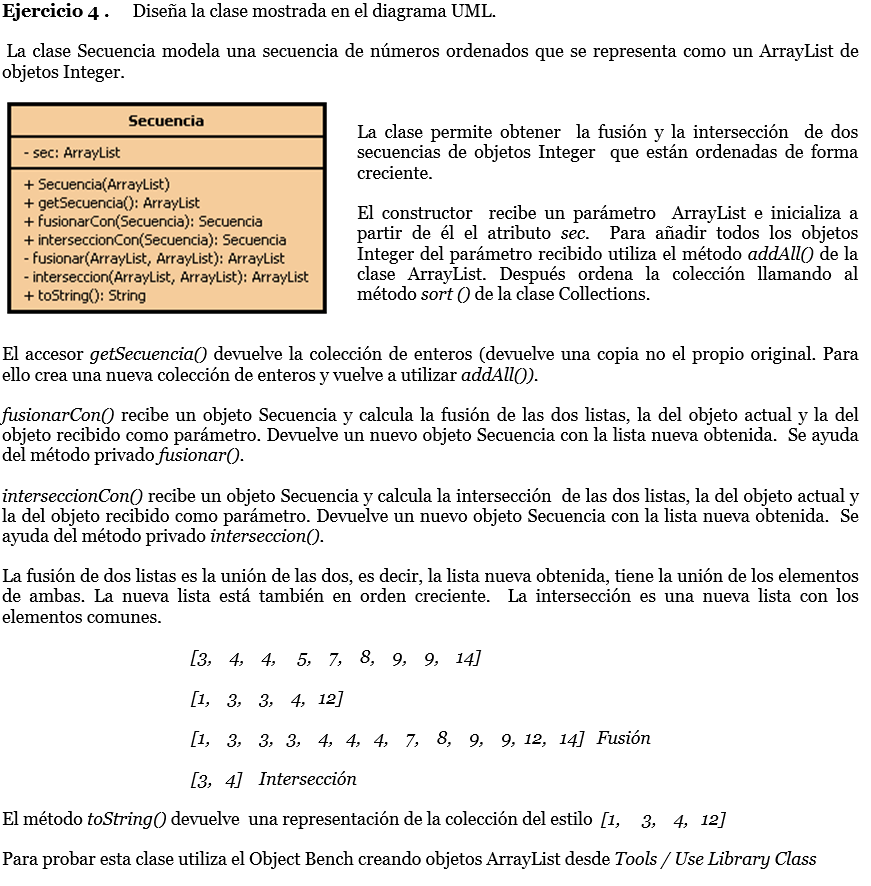 Ejercicio 4 . Diseña la clase mostrada en el diagrama UML.
La clase Secuencia modela una secuencia de números ordenados que se representa como un ArrayList de
objetos Integer.
Secuencia
- sec: ArrayList
+ Secuencia(ArrayList)
+ getSecuencia(): ArrayList
+ fusionarCon(Secuencia): Secuencia
+ interseccionCon(Secuencia): Secuencia
- fusionar(ArrayList, ArrayList): ArrayList
- interseccion(ArrayList, ArrayList): ArrayList
+ toString(): String
La clase permite obtener la fusión y la intersección de dos
secuencias de objetos Integer que están ordenadas de forma
creciente.
El constructor recibe un parámetro ArrayList e inicializa a
partir de él el atributo sec. Para añadir todos los objetos
Integer del parámetro recibido utiliza el método addAll() de la
clase ArrayList. Después ordena la colección llamando al
método sort () de la clase Collections.
El accesor getSecuencia() devuelve la colección de enteros (devuelve una copia no el propio original. Para
ello crea una nueva colección de enteros y vuelve a utilizar addAll()).
fusionarCon() recibe un objeto Secuencia y calcula la fusión de las dos listas, la del objeto actual y la del
objeto recibido como parámetro. Devuelve un nuevo objeto Secuencia con la lista nueva obtenida. Se ayuda
del método privado fusionar().
interseccionCon() recibe un objeto Secuencia y calcula la intersección de las dos listas, la del objeto actual y
la del objeto recibido como parámetro. Devuelve un nuevo objeto Secuencia con la lista nueva obtenida. Se
ayuda del método privado interseccion().
La fusión de dos listas es la unión de las dos, es decir, la lista nueva obtenida, tiene la unión de los elementos
de ambas. La nueva lista está también en orden creciente. La intersección es una nueva lista con los
elementos comunes.
[3, 4, 4, 5, 7, 8, 9, 9, 14]
[1, 3, 3, 4, 12]
[1, 3, 3, 3, 4, 4, 4, 7, 8, 9, 9, 12, 14] Fusión
[3, 4] Intersección
El método toString() devuelve una representación de la colección del estilo [1, 3, 4, 12]
Para probar esta clase utiliza el Object Bench creando objetos ArrayList desde Tools / Use Library Class